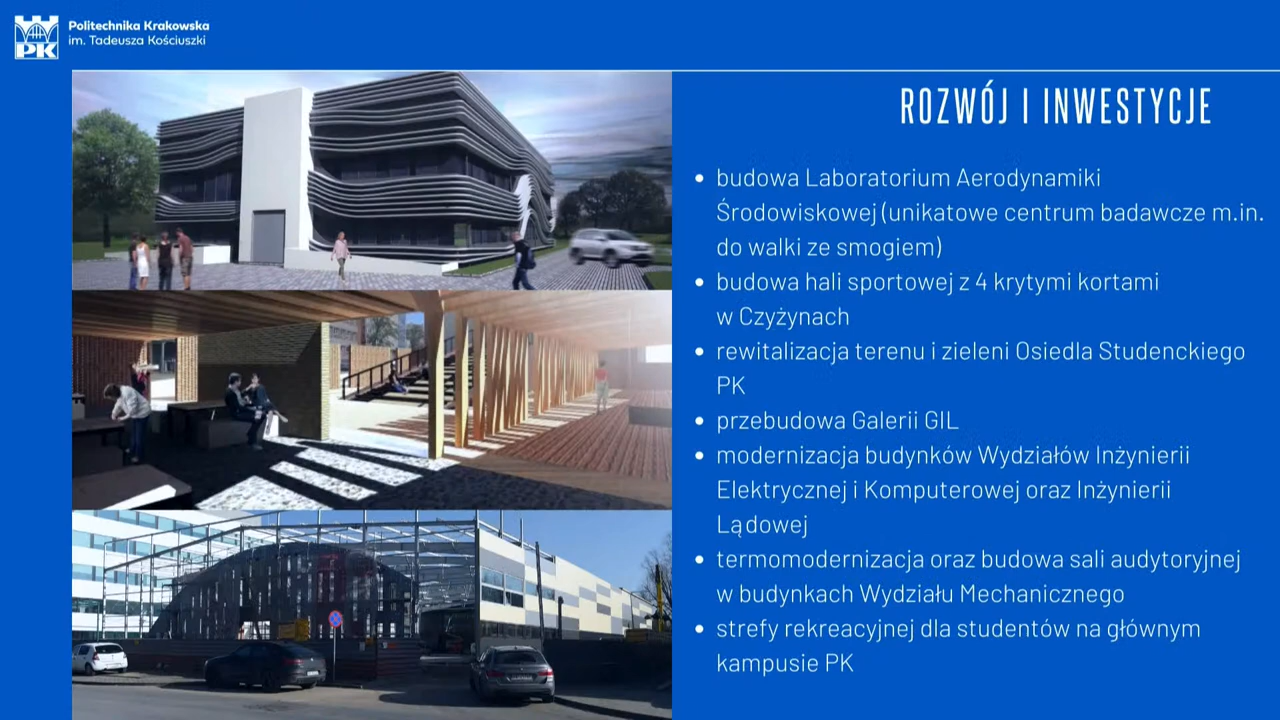 Politechnika Krakowska
im. Tadeusza Kościuszki
PK
ROZWÓJ I INWESTYCJE
• budowa Laboratorium Aerodynamiki
Środowiskowej (unikatowe centrum badawcze m.in.
do walki ze smogiem)
• budowa hali sportowej z 4 krytymi kortami
w Czyżynach
• rewitalizacja terenu i zieleni Osiedla Studenckiego
PK
• przebudowa Galerii GIL
• modernizacja budynków Wydziałów Inżynierii
Elektrycznej i Komputerowej oraz Inżynierii
Lądowej
• termomodernizacja oraz budowa sali audytoryjnej
w budynkach Wydziału Mechanicznego
• strefy rekreacyjnej dla studentów na głównym
kampusie PK